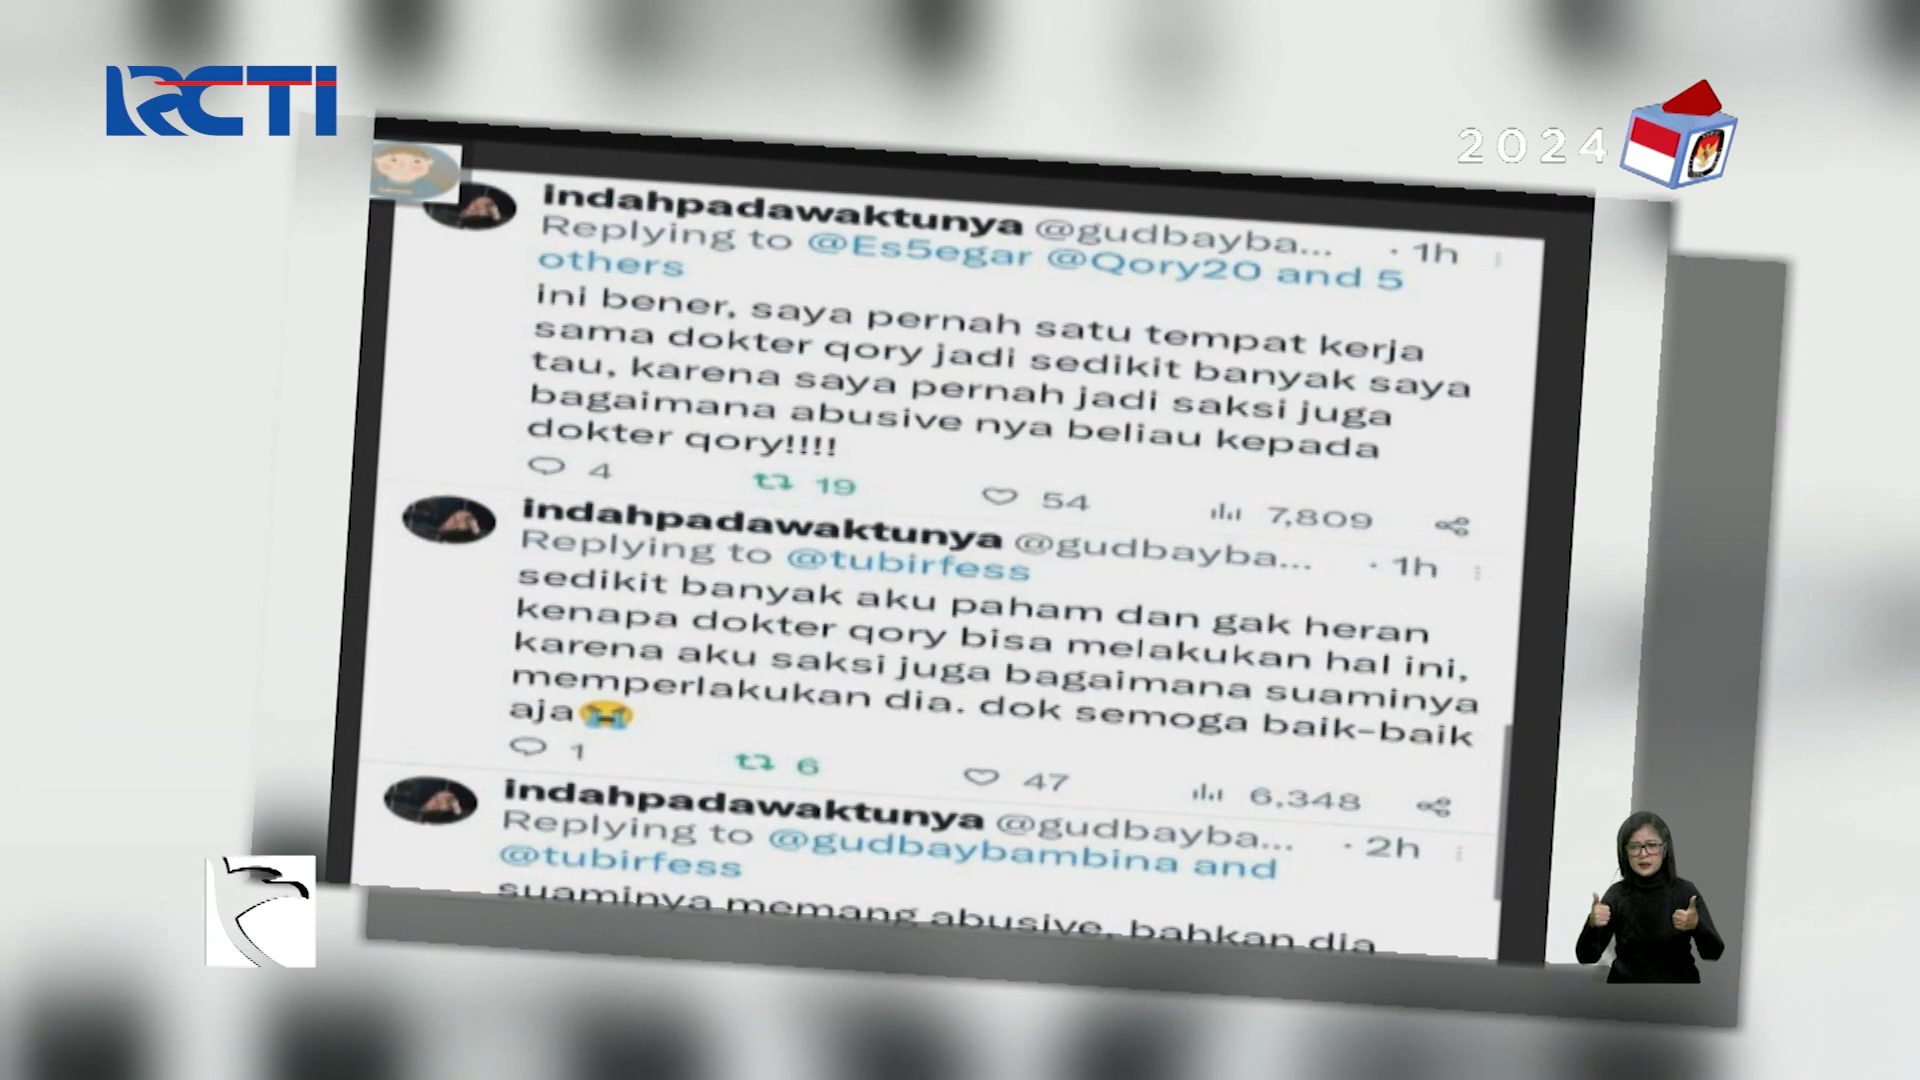 RCTI
2024
indahpadawaktunya @gudbayba... · 1h
Replying to @Es5egar @Qory20 and 5
others
ini bener, saya pernah satu tempat kerja
sama dokter qory jadi sedikit banyak saya
tau, karena saya pernah jadi saksi juga
bagaimana abusive nya beliau kepada
dokter qory!!!!
4 19 54 7,809
indahpadawaktunya @gudbayba... · 1h
Replying to @tubirfess
sedikit banyak aku paham dan gak heran
kenapa dokter qory bisa melakukan hal ini,
karena aku saksi juga bagaimana suaminya
memperlakukan dia. dok semoga baik-baik
aja😭
1 6 47 6,348
indahpadawaktunya @gudbayba... · 2h
Replying to @gudbaybambina and
@tubirfess
suaminya memang abusive, bahkan dia